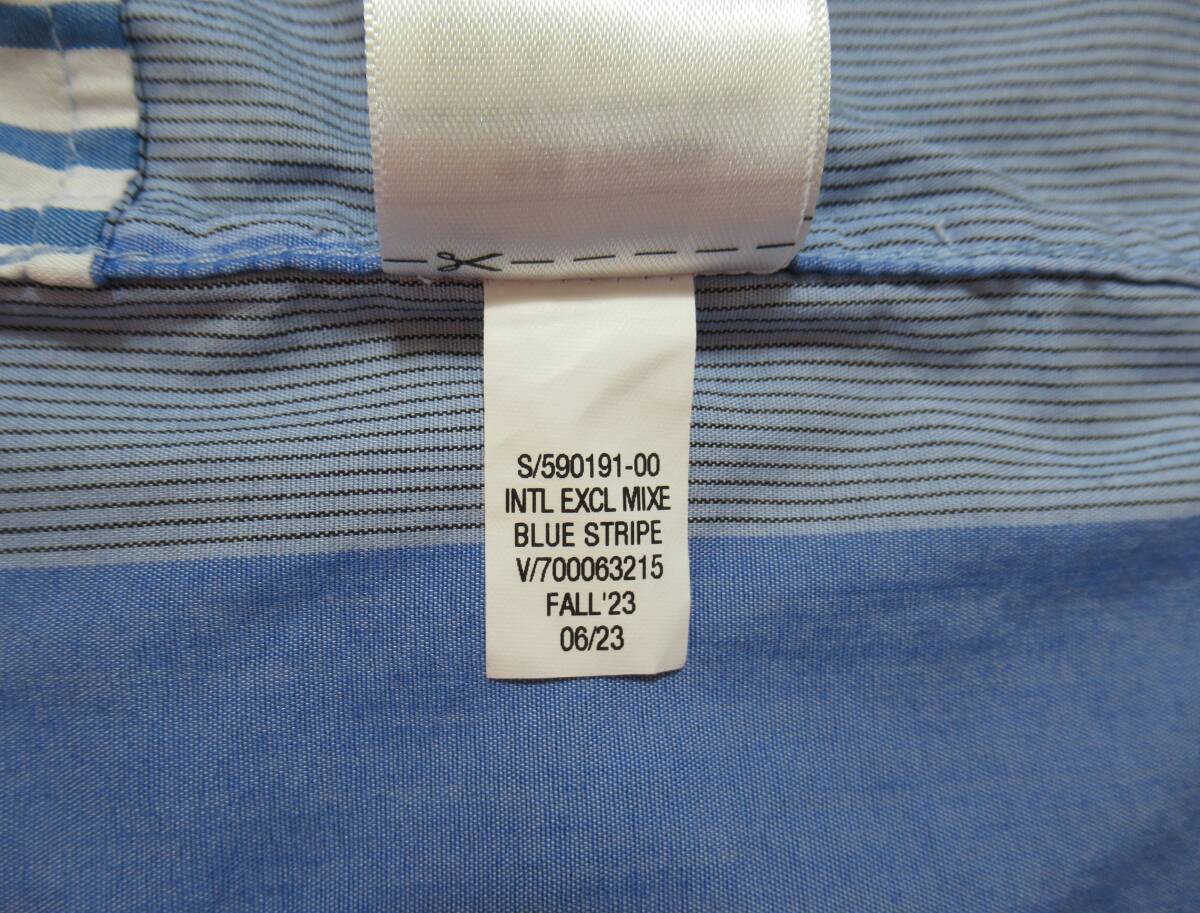 S/590191-00
INTL EXCL MIXE
BLUE STRIPE
V/700063215
FALL'23
06/23